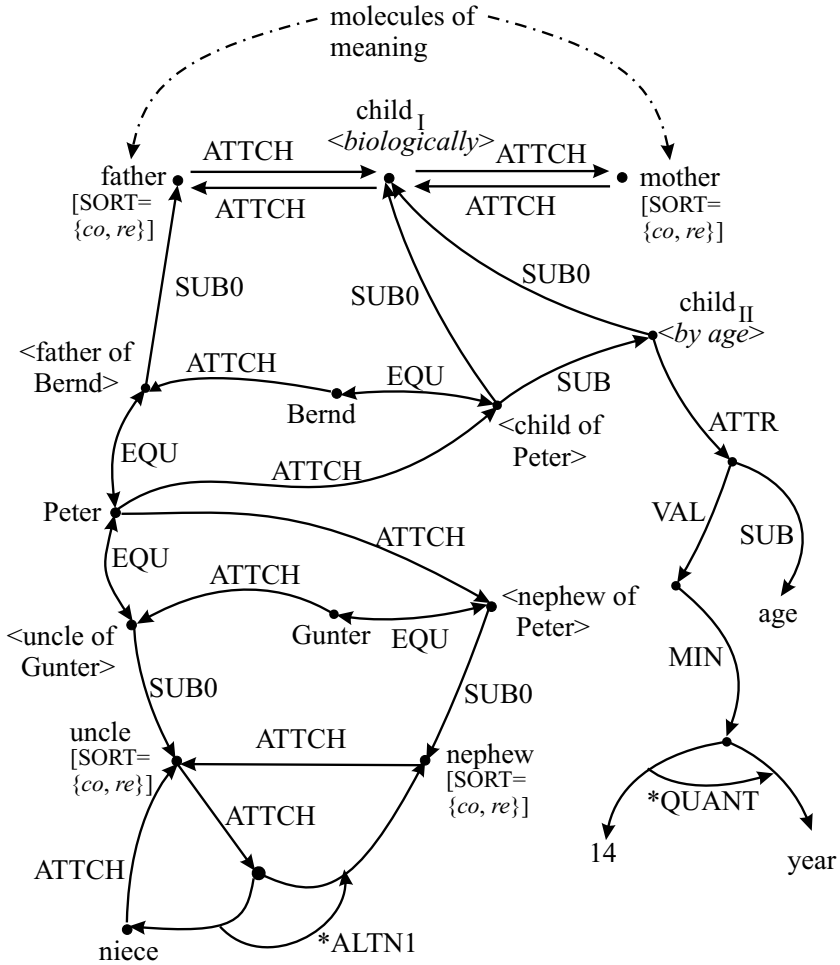 molecules of
meaning
child I
<biologically>
ATTCH
ATTCH
father
mother
[SORT=
{co, re}]
ATTCH
ATTCH
[SORT=
{co, re}]
SUB0
SUB0
SUB0
child II
<by age>
<father of
Bernd>
ATTCH
EQU
SUB
Bernd
<child of
Peter>
ATTR
EQU
ATTCH
Peter
VAL
SUB
ATTCH
EQU
ATTCH
<nephew of
Peter>
age
Gunter
EQU
<uncle of
Gunter>
MIN
SUB0
SUB0
uncle
[SORT=
{co, re}]
ATTCH
nephew
[SORT=
{co, re}]
*QUANT
ATTCH
14
year
ATTCH
*ALTN1
niece